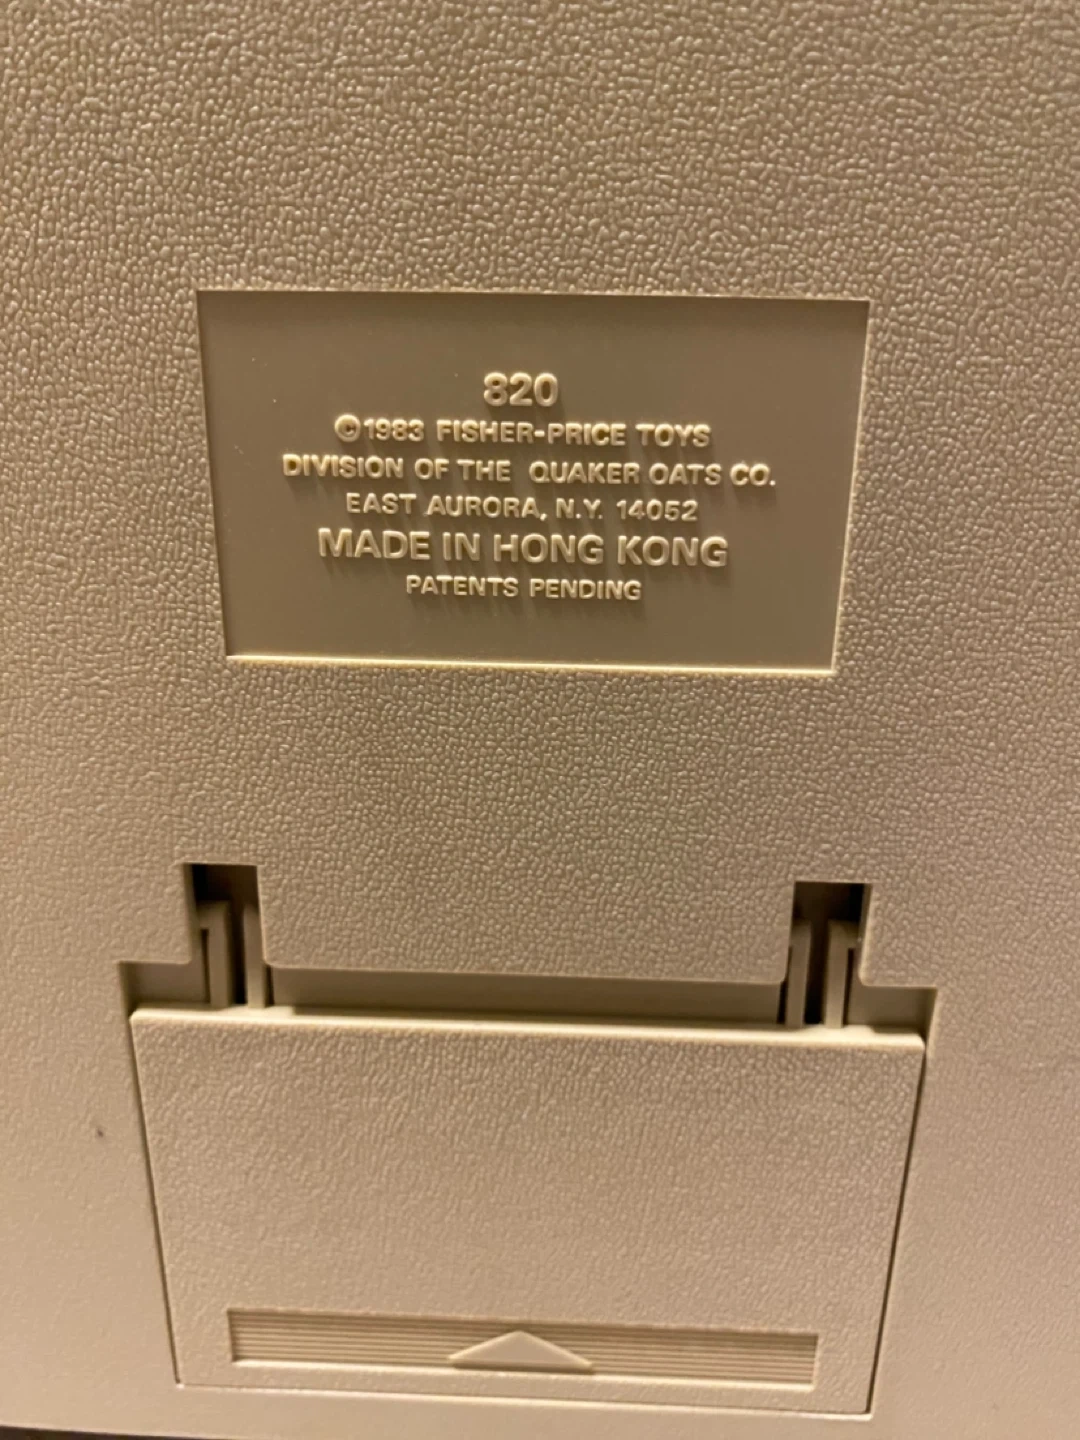 820
©1983 FISHER-PRICE TOYS
DIVISION OF THE QUAKER OATS CO.
EAST AURORA, N.Y. 14052
MADE IN HONG KONG
PATENTS PENDING